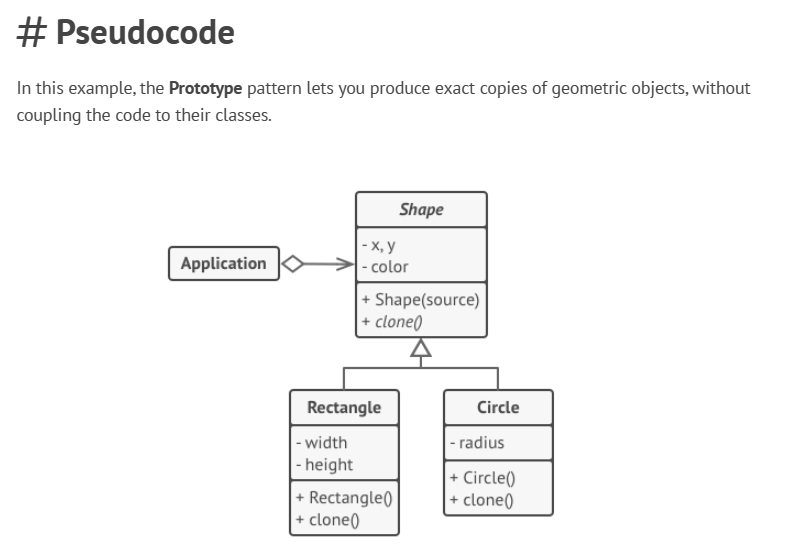 # Pseudocode
In this example, the Prototype pattern lets you produce exact copies of geometric objects, without
coupling the code to their classes.
Shape
- x, y
- color
+ Shape(source)
+ clone()
Application
Rectangle
- width
- height
+ Rectangle()
+ clone()
Circle
- radius
+ Circle()
+ clone()